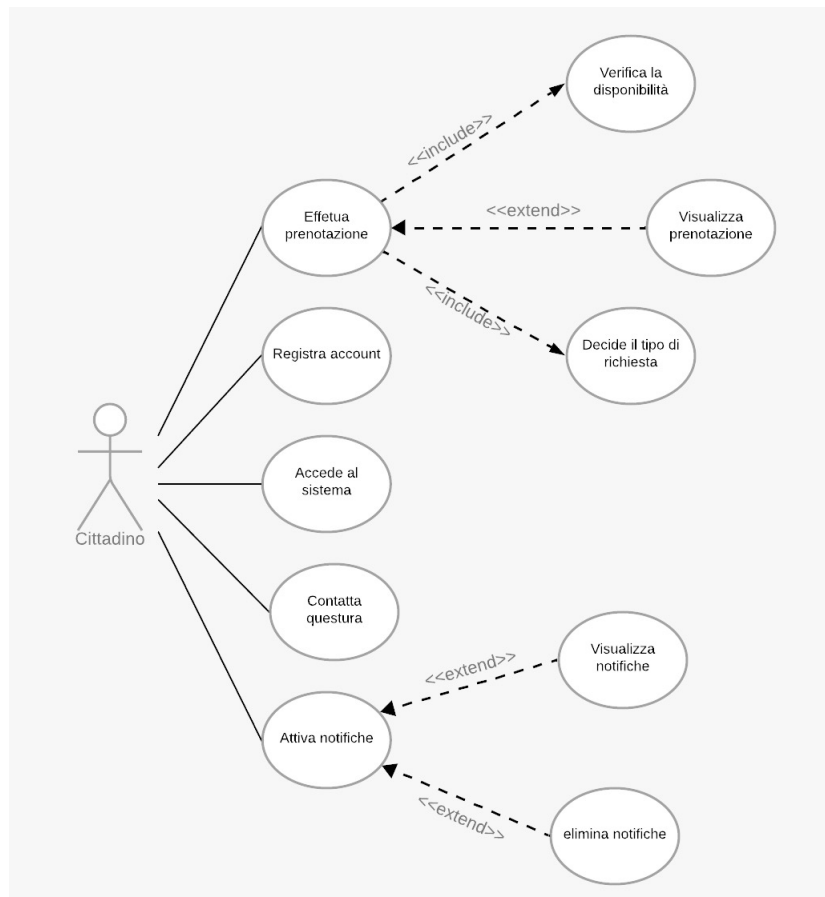 Verifica la
disponibilità
<<include>>
Effetua
prenotazione
<<extend>>
Visualizza
prenotazione
<<include>>
Decide il tipo di
richiesta
Registra account
Accede al
sistema
Cittadino
Contatta
questura
Visualizza
notifiche
<<extend>>
Attiva notifiche
<<extend>>
elimina notifiche